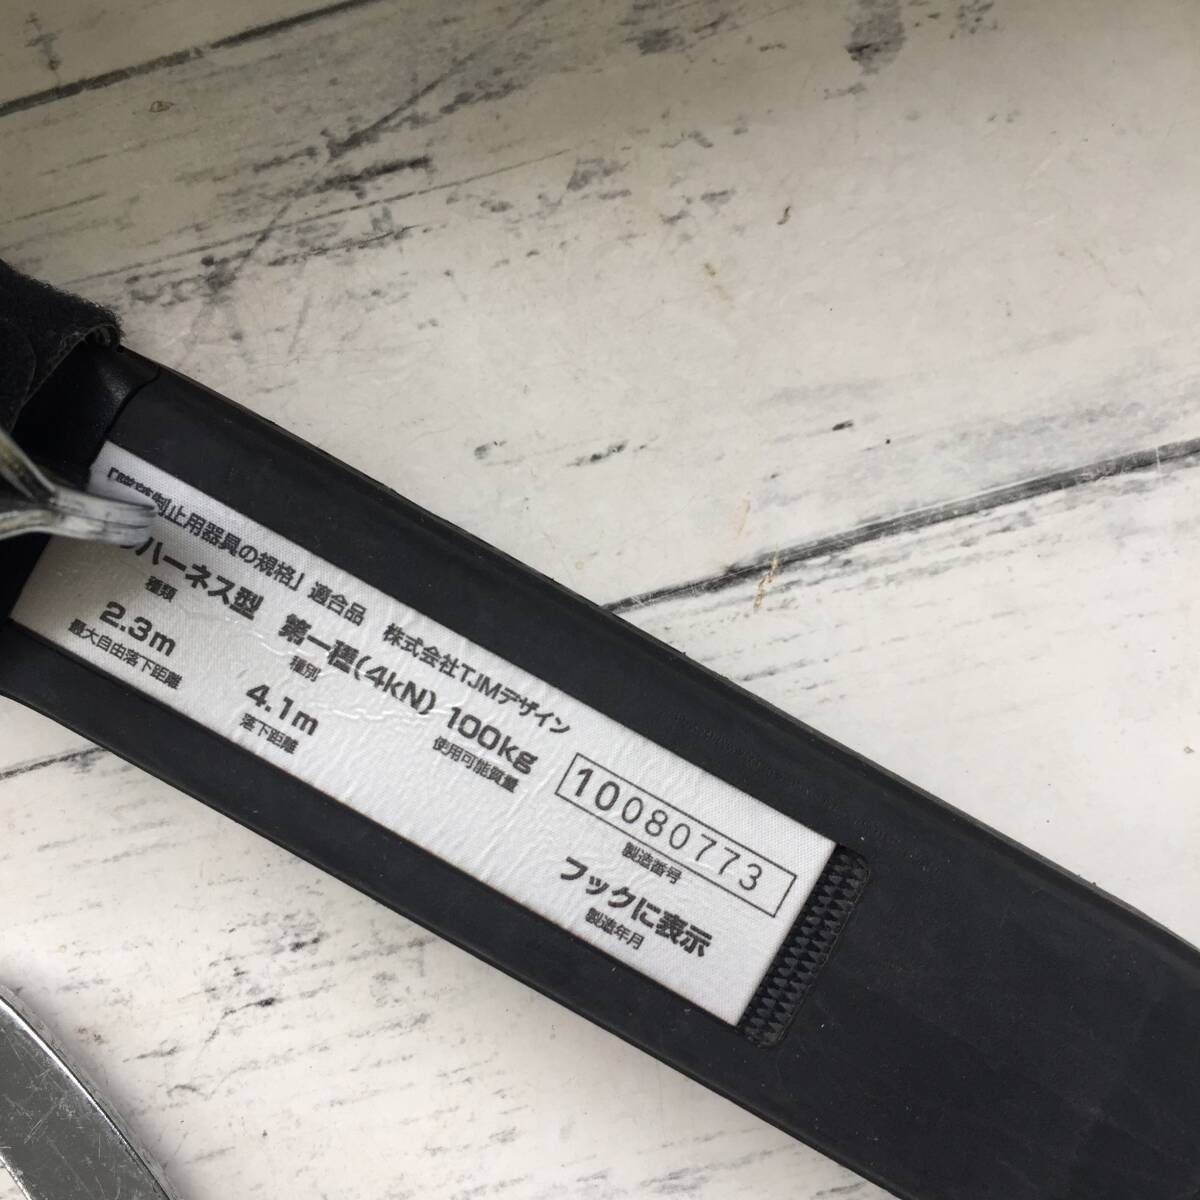 制止用器具の規格」適合品 株式会社TJMデザイン
ハーネス型 第一種(4kN) 100kg
種類 種別 使用可能質量
2.3m 4.1m
最大自由落下距離 落下距離
10080773
製造番号
フックに表示
製造年月